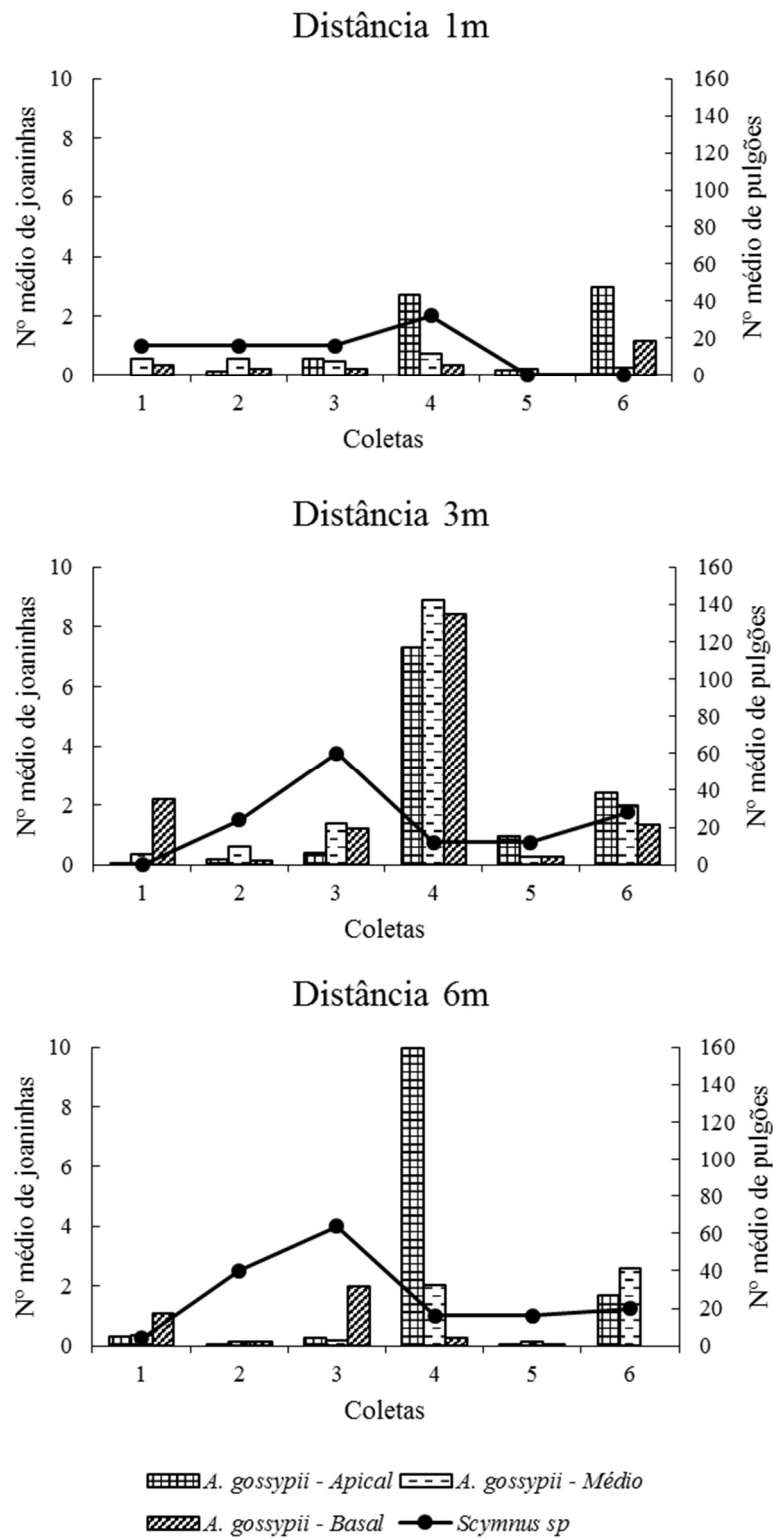 Distância 1m
10
8
6
4
2
0
160
140
120
100
80
60
40
20
0
Nº médio de joaninhas
Nº médio de pulgões
1 2 3 4 5 6
Coletas
Distância 3m
10
8
6
4
2
0
160
140
120
100
80
60
40
20
0
Nº médio de joaninhas
Nº médio de pulgões
1 2 3 4 5 6
Coletas
Distância 6m
10
8
6
4
2
0
160
140
120
100
80
60
40
20
0
Nº médio de joaninhas
Nº médio de pulgões
1 2 3 4 5 6
Coletas
A. gossypii - Apical A. gossypii - Médio
A. gossypii - Basal Scymnus sp